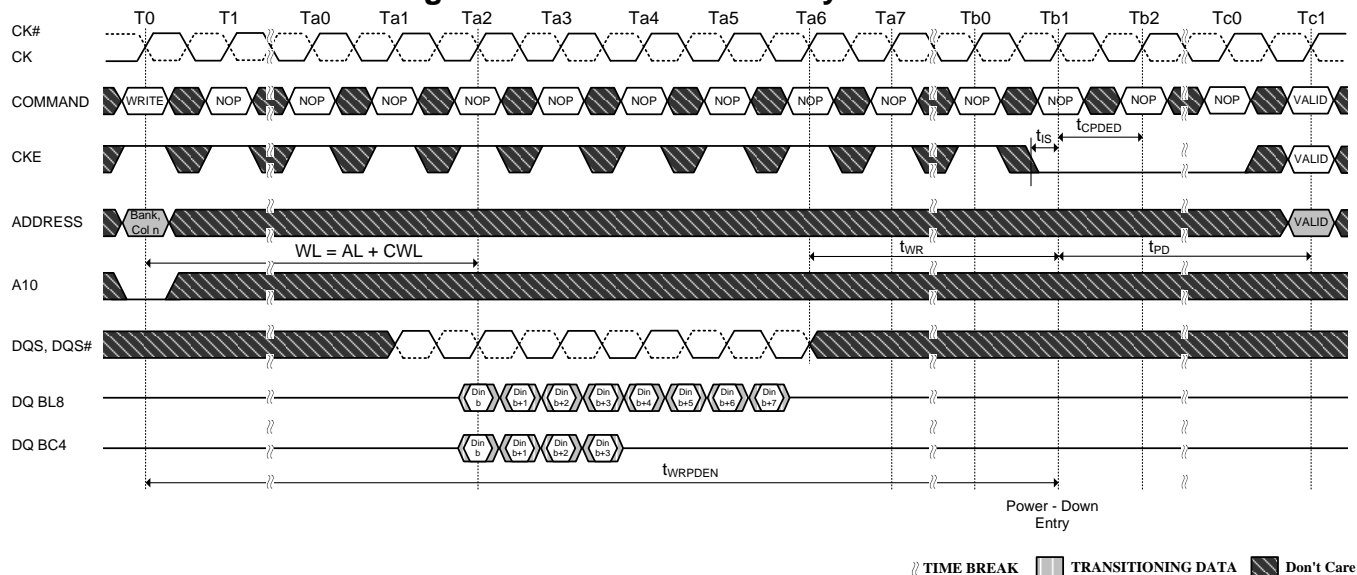 T0 T1 Ta0 Ta1 Ta2 Ta3 Ta4 Ta5 Ta6 Ta7 Tb0 Tb1 Tb2 Tc0 Tc1
CK#
CK
COMMAND WRITE NOP NOP NOP NOP NOP NOP NOP NOP NOP NOP NOP NOP NOP VALID
tIS tCPDED
CKE VALID
ADDRESS Bank, Col n VALID
WL = AL + CWL tWR tPD
A10
DQS, DQS#
DQ BL8 Din b Din b+1 Din b+2 Din b+3 Din b+4 Din b+5 Din b+6 Din b+7
DQ BC4 Din b Din b+1 Din b+2 Din b+3
tWRPDEN
Power - Down
Entry
TIME BREAK TRANSITIONING DATA Don't Care